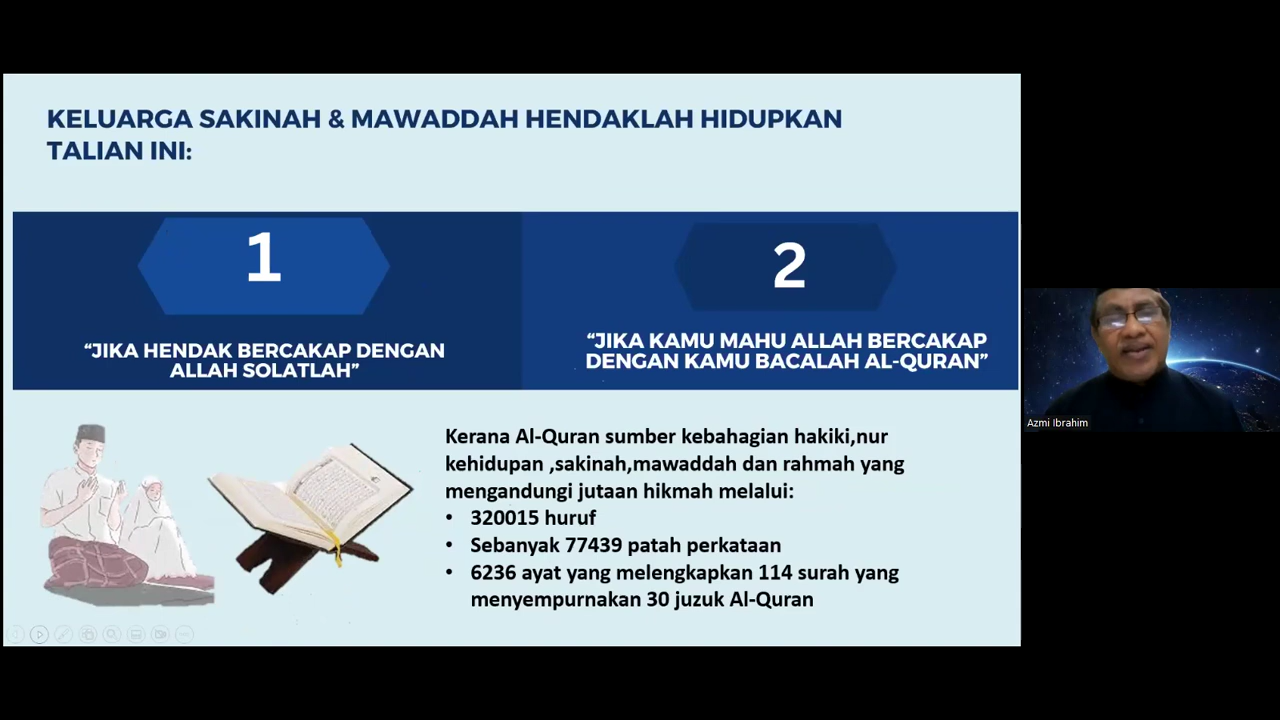 KELUARGA SAKINAH & MAWADDAH HENDAKLAH HIDUPKAN
TALIAN INI:
1
"JIKA HENDAK BERCAKAP DENGAN
ALLAH SOLATLAH"
2
"JIKA KAMU MAHU ALLAH BERCAKAP
DENGAN KAMU BACALAH AL-QURAN"
Kerana Al-Quran sumber kebahagian hakiki,nur
kehidupan ,sakinah,mawaddah dan rahmah yang
mengandungi jutaan hikmah melalui:
• 320015 huruf
• Sebanyak 77439 patah perkataan
• 6236 ayat yang melengkapkan 114 surah yang
menyempurnakan 30 juzuk Al-Quran
Azmi Ibrahim